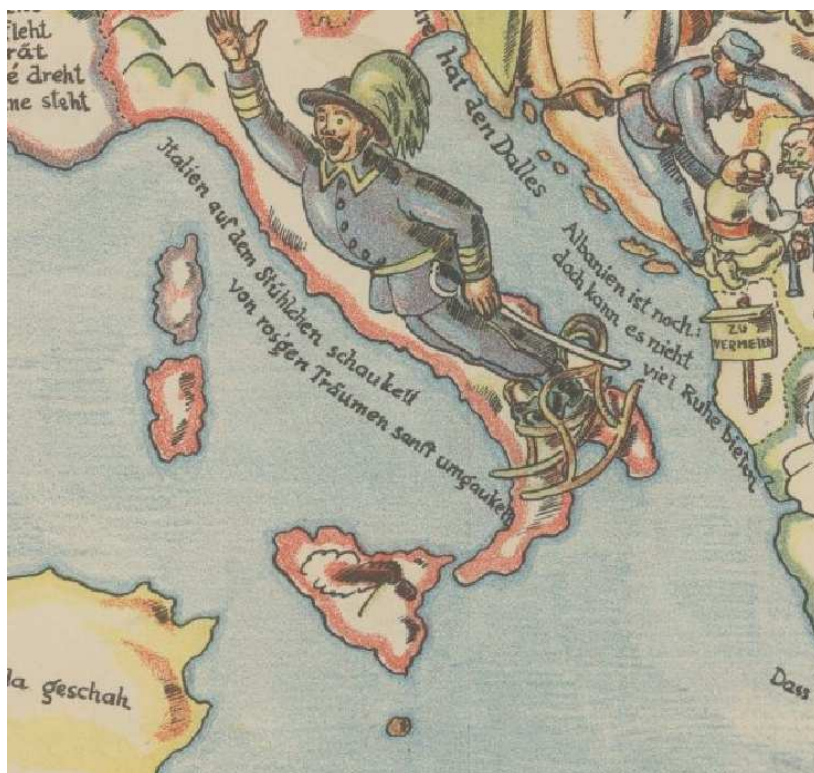 fleht
rät
é dreht
me steht
hat den Dalles
Italien auf dem Stühlchen schaukelt
von ros'gen Träumen sanft umgaukelt
Albanien ist noch:
doch kann es nicht
viel Ruhe bieten
ZU
VERMIETEN
la geschah
Dass